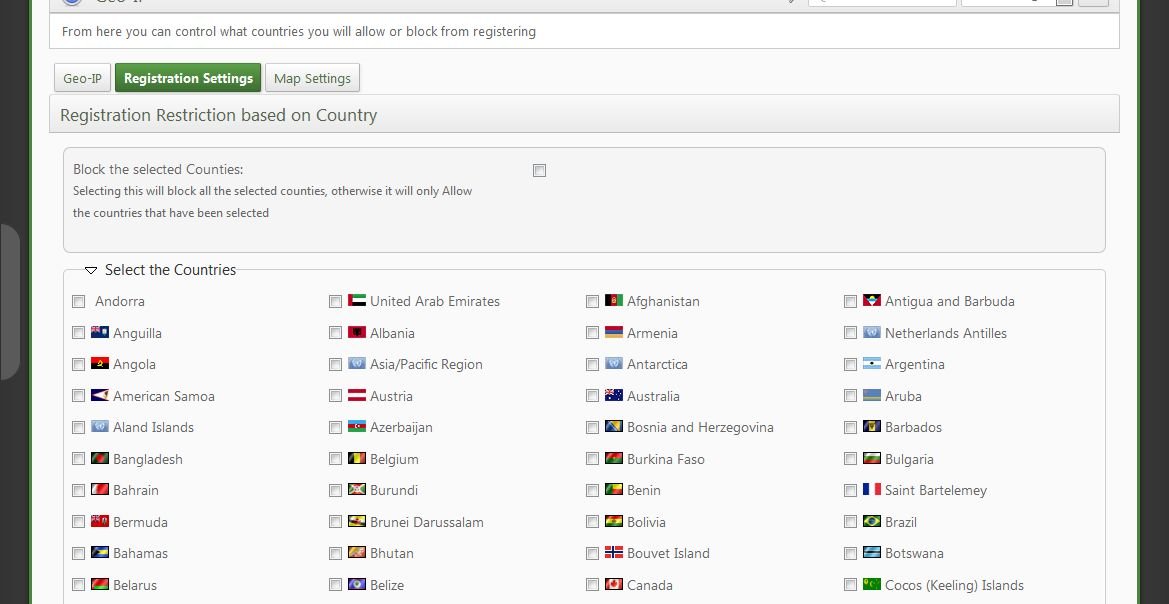 Geo-IP
From here you can control what countries you will allow or block from registering
Geo-IP Registration Settings Map Settings
Registration Restriction based on Country
Block the selected Counties:
Selecting this will block all the selected counties, otherwise it will only Allow
the countries that have been selected
Select the Countries
Andorra United Arab Emirates Afghanistan Antigua and Barbuda
Anguilla Albania Armenia Netherlands Antilles
Angola Asia/Pacific Region Antarctica Argentina
American Samoa Austria Australia Aruba
Aland Islands Azerbaijan Bosnia and Herzegovina Barbados
Bangladesh Belgium Burkina Faso Bulgaria
Bahrain Burundi Benin Saint Bartelemey
Bermuda Brunei Darussalam Bolivia Brazil
Bahamas Bhutan Bouvet Island Botswana
Belarus Belize Canada Cocos (Keeling) Islands